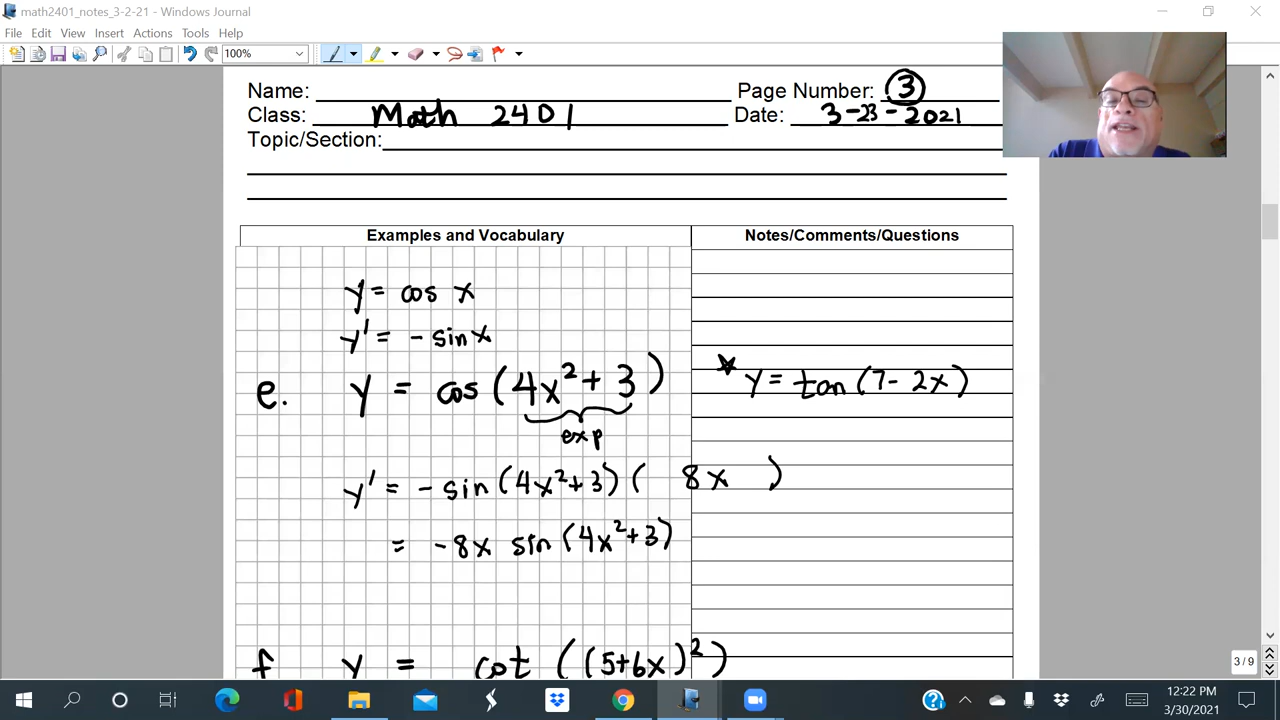 math2401_notes_3-2-21 - Windows Journal
File Edit View Insert Actions Tools Help
100%
Name: Page Number: 3
Class: Math 2401 Date: 3-23-2021
Topic/Section:
Examples and Vocabulary Notes/Comments/Questions
y = cos x
y' = - sin x
e. y = cos (4x² + 3) * y = tan (7 - 2x)
exp
y' = - sin (4x² + 3) ( 8x )
= -8x sin (4x² + 3)
f y = cot ((5+6x)²)
3 / 9
12:22 PM
3/30/2021